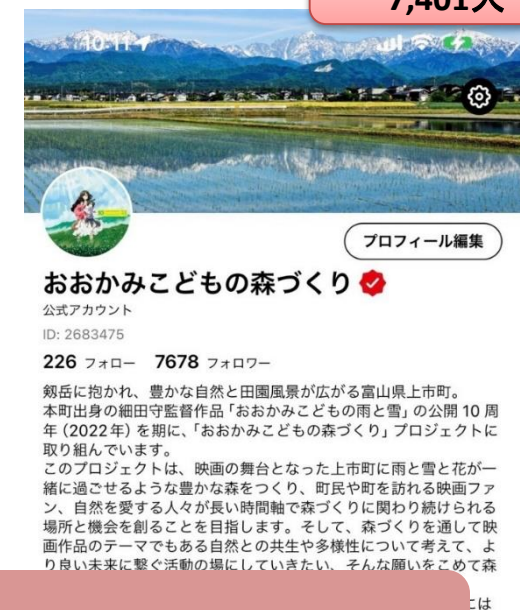 7,401人
10:11
プロフィール編集
おおかみこどもの森づくり
公式アカウント
ID: 2683475
226 フォロー 7678 フォロワー
剱岳に抱かれ、豊かな自然と田園風景が広がる富山県上市町。
本町出身の細田守監督作品「おおかみこどもの雨と雪」の公開 10 周
年（2022年）を期に、「おおかみこどもの森づくり」プロジェクトに
取り組んでいます。
このプロジェクトは、映画の舞台となった上市町に雨と雪と花が一
緒に過ごせるような豊かな森をつくり、町民や町を訪れる映画ファ
ン、自然を愛する人々が長い時間軸で森づくりに関わり続けられる
場所と機会を創ることを目指します。そして、森づくりを通して映
画作品のテーマでもある自然との共生や多様性について考えて、よ
り良い未来に繋ぐ活動の場にしていきたい、そんな願いをこめて森
には